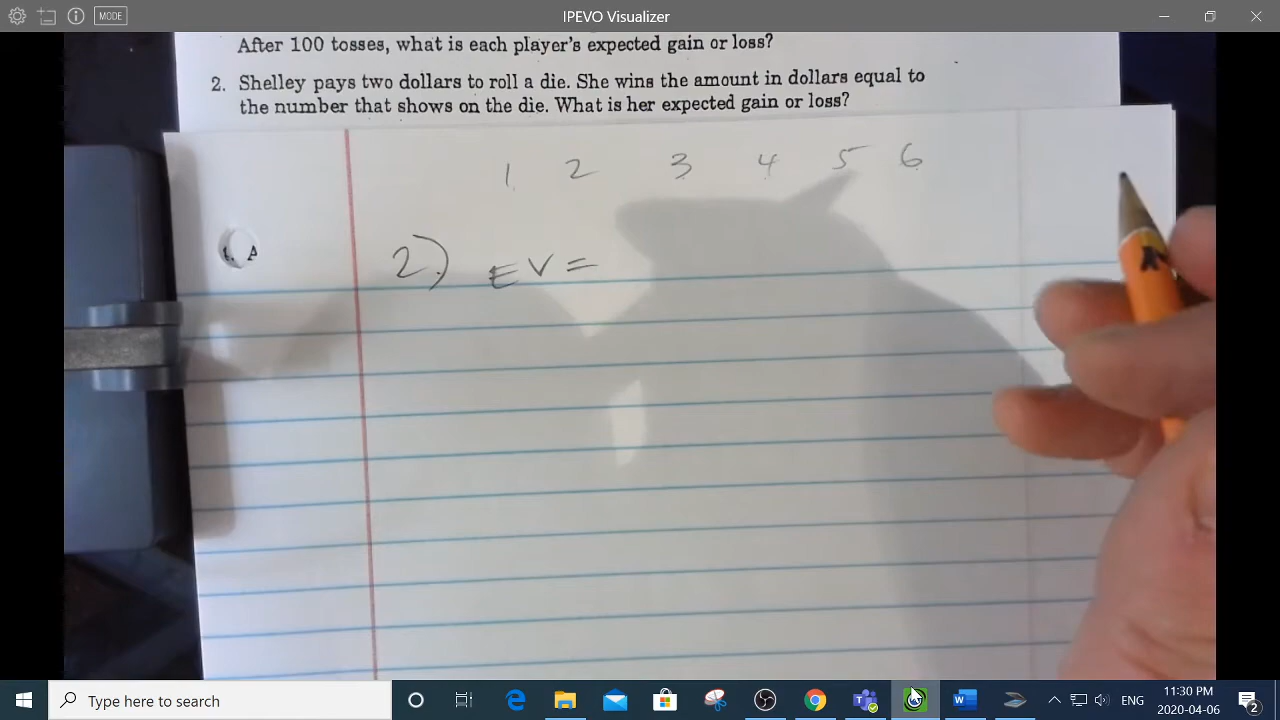 IPEVO Visualizer
MODE
After 100 tosses, what is each player's expected gain or loss?
2. Shelley pays two dollars to roll a die. She wins the amount in dollars equal to
the number that shows on the die. What is her expected gain or loss?
1 2 3 4 5 6
A
2.) EV =
Type here to search
ENG
11:30 PM
2020-04-06
2